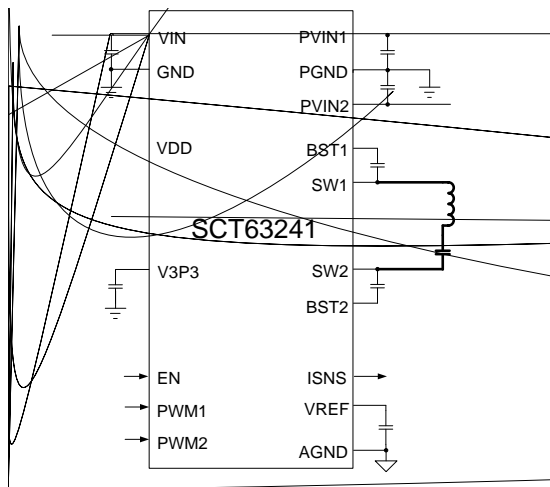 VIN PVIN1
GND PGND
PVIN2
VDD BST1
SW1
SCT63241
V3P3 SW2
BST2
EN ISNS
PWM1 VREF
PWM2 AGND